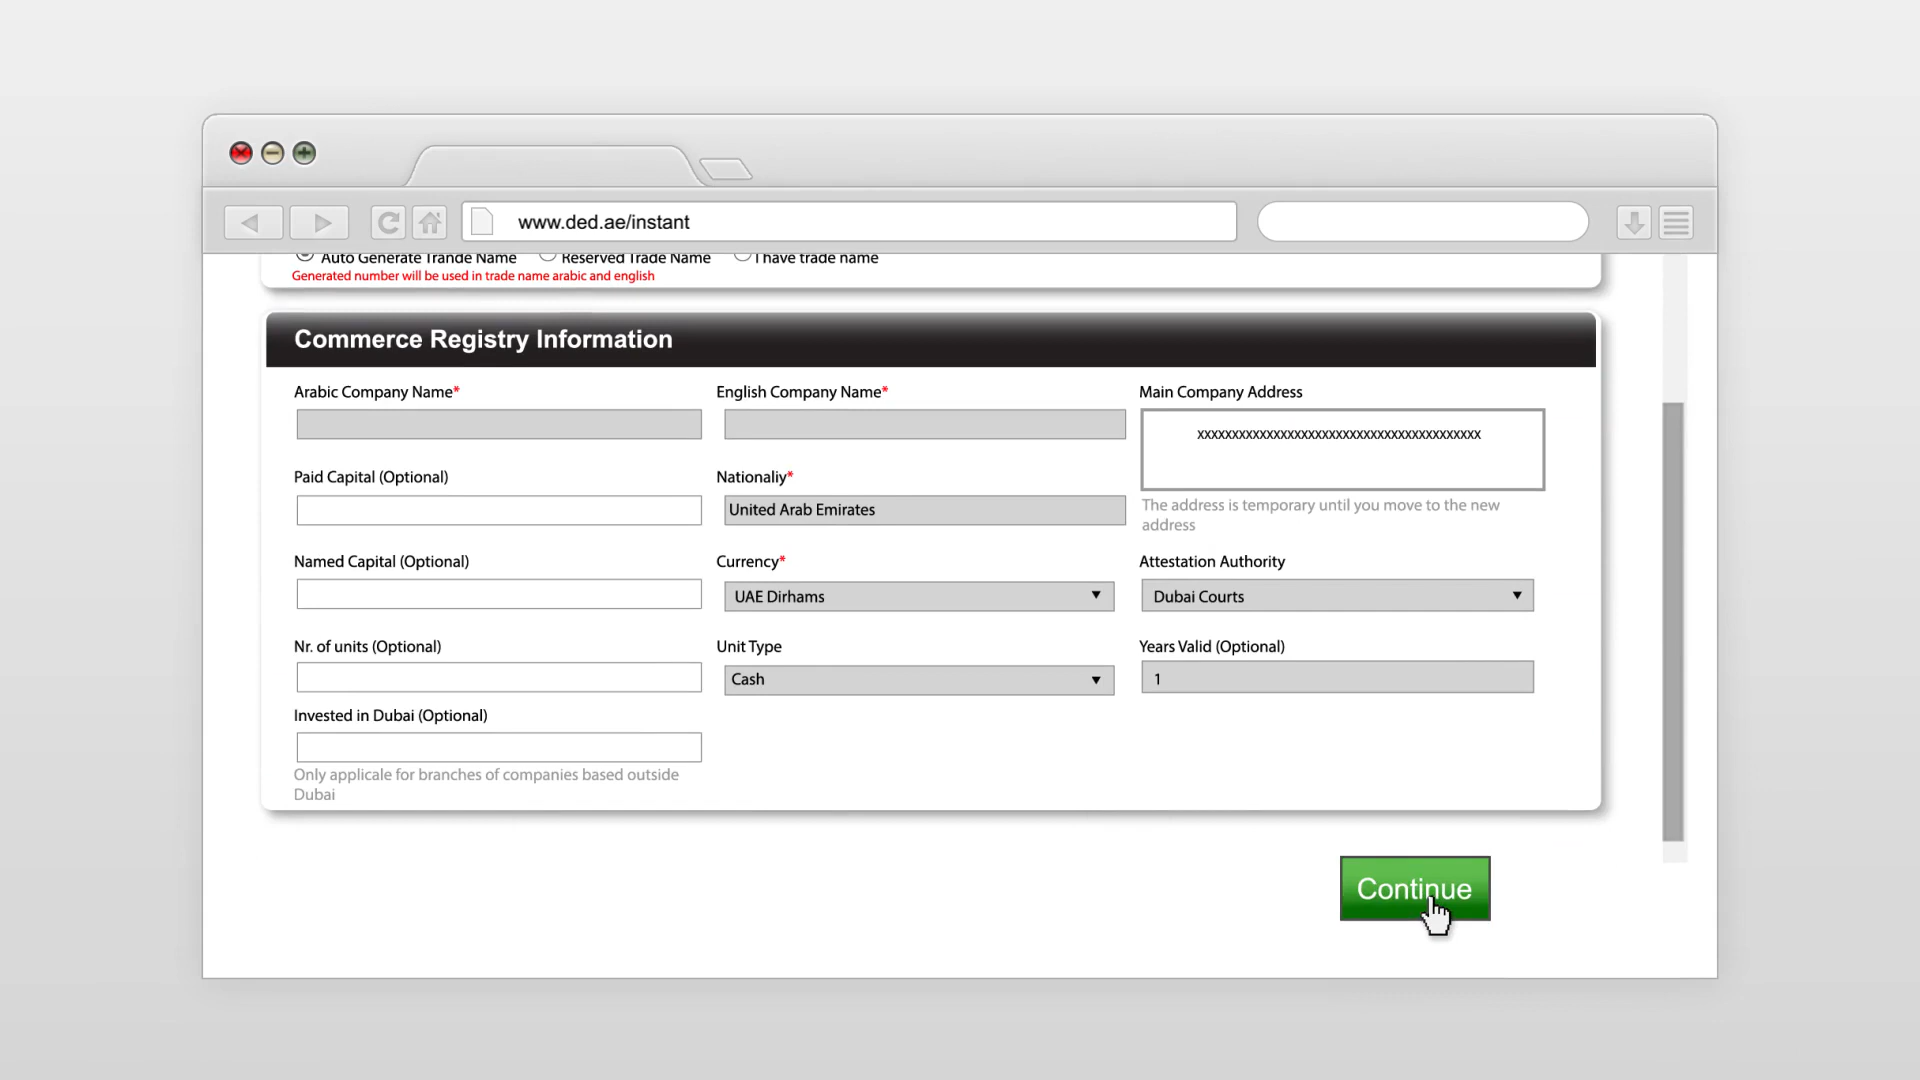 www.ded.ae/instant
Auto Generate Trande Name Reserved Trade Name I have trade name
Generated number will be used in trade name arabic and english
Commerce Registry Information
Arabic Company Name* English Company Name* Main Company Address
xxxxxxxxxxxxxxxxxxxxxxxxxxxxxxxxxxxxxxxxx
Paid Capital (Optional) Nationaliy*
United Arab Emirates
The address is temporary until you move to the new
address
Named Capital (Optional) Currency* Attestation Authority
UAE Dirhams Dubai Courts
Nr. of units (Optional) Unit Type Years Valid (Optional)
Cash 1
Invested in Dubai (Optional)
Only applicale for branches of companies based outside
Dubai
Continue